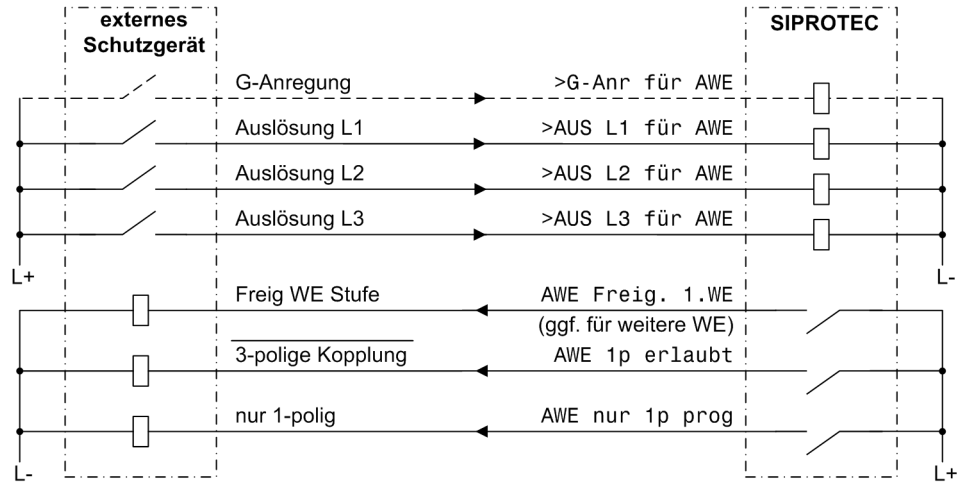 externes
Schutzgerät
SIPROTEC
G-Anregung >G-Anr für AWE
Auslösung L1 >AUS L1 für AWE
Auslösung L2 >AUS L2 für AWE
Auslösung L3 >AUS L3 für AWE
L+ L-
Freig WE Stufe AWE Freig. 1.WE
(ggf. für weitere WE)
3-polige Kopplung AWE 1p erlaubt
nur 1-polig AWE nur 1p prog
L- L+